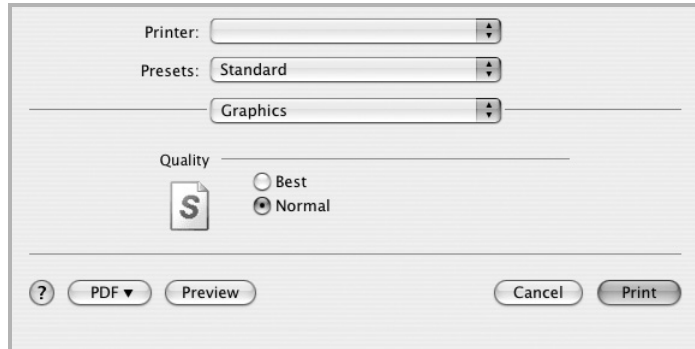 Printer:
Presets: Standard
Graphics
Quality
Best
S Normal
? PDF ▼ Preview Cancel Print